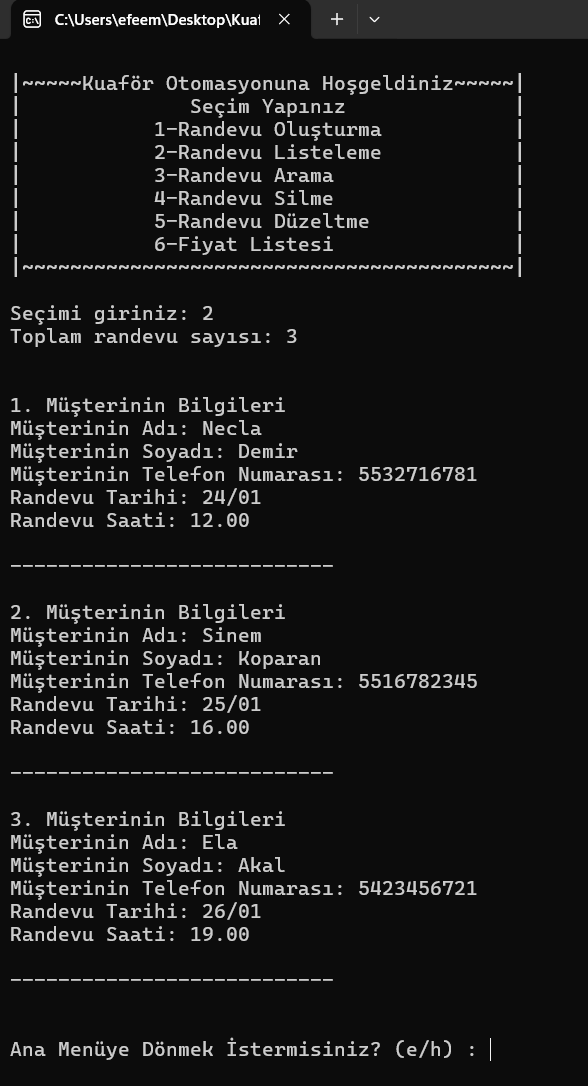 C:\Users\efeem\Desktop\Kuaf
|~~~~~Kuaför Otomasyonuna Hoşgeldiniz~~~~~|
| Seçim Yapınız |
| 1-Randevu Oluşturma |
| 2-Randevu Listeleme |
| 3-Randevu Arama |
| 4-Randevu Silme |
| 5-Randevu Düzeltme |
| 6-Fiyat Listesi |
|~~~~~~~~~~~~~~~~~~~~~~~~~~~~~~~~~~~~~~~~~|
Seçimi giriniz: 2
Toplam randevu sayısı: 3
1. Müşterinin Bilgileri
Müşterinin Adı: Necla
Müşterinin Soyadı: Demir
Müşterinin Telefon Numarası: 5532716781
Randevu Tarihi: 24/01
Randevu Saati: 12.00
---------------------------
2. Müşterinin Bilgileri
Müşterinin Adı: Sinem
Müşterinin Soyadı: Koparan
Müşterinin Telefon Numarası: 5516782345
Randevu Tarihi: 25/01
Randevu Saati: 16.00
---------------------------
3. Müşterinin Bilgileri
Müşterinin Adı: Ela
Müşterinin Soyadı: Akal
Müşterinin Telefon Numarası: 5423456721
Randevu Tarihi: 26/01
Randevu Saati: 19.00
---------------------------
Ana Menüye Dönmek İstermisiniz? (e/h) :